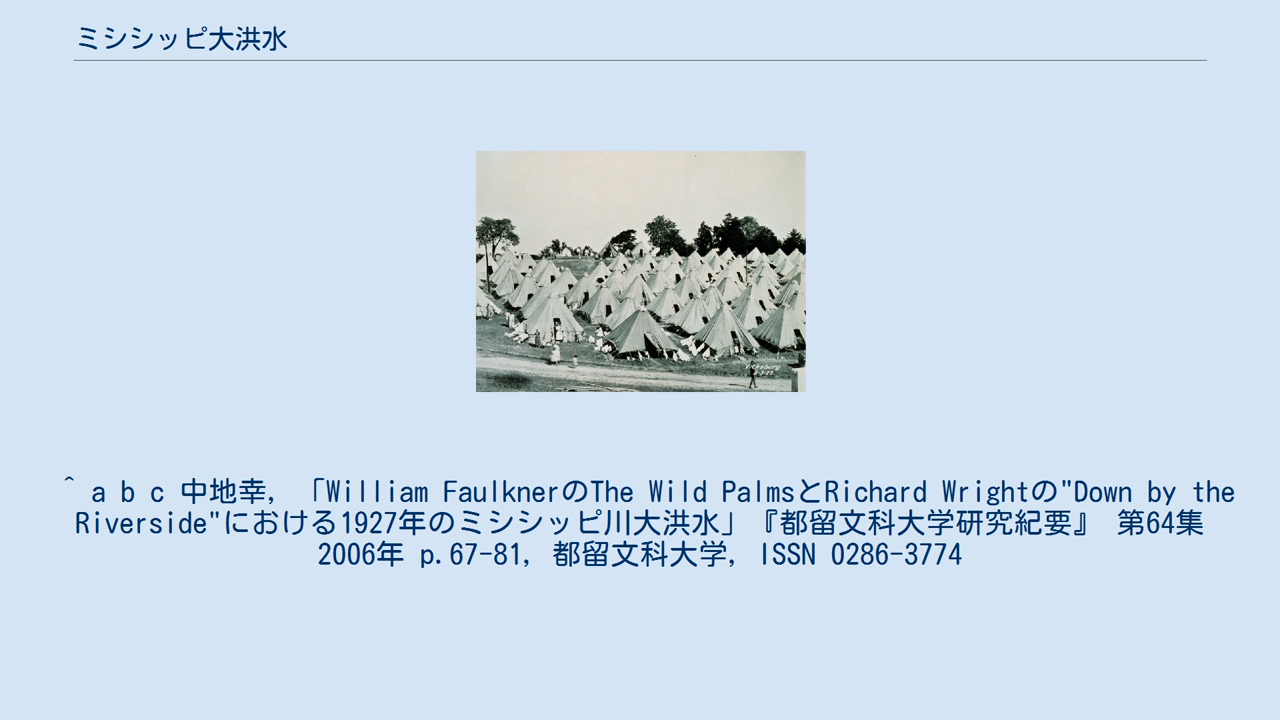 ミシシッピ大洪水
Vicksburg
^ a b c 中地幸, 「William FaulknerのThe Wild PalmsとRichard Wrightの"Down by the
Riverside"における1927年のミシシッピ川大洪水」『都留文科大学研究紀要』 第64集
2006年 p.67-81, 都留文科大学, ISSN 0286-3774